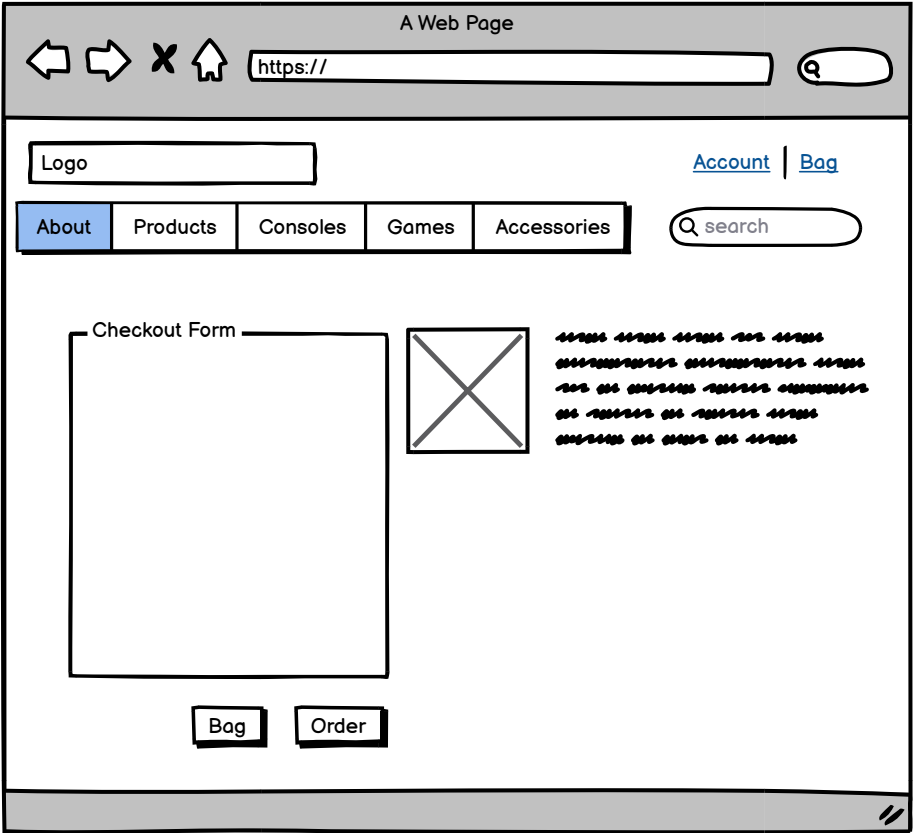 A Web Page
https://
Logo
Account Bag
About Products Consoles Games Accessories
search
Checkout Form
Bag Order